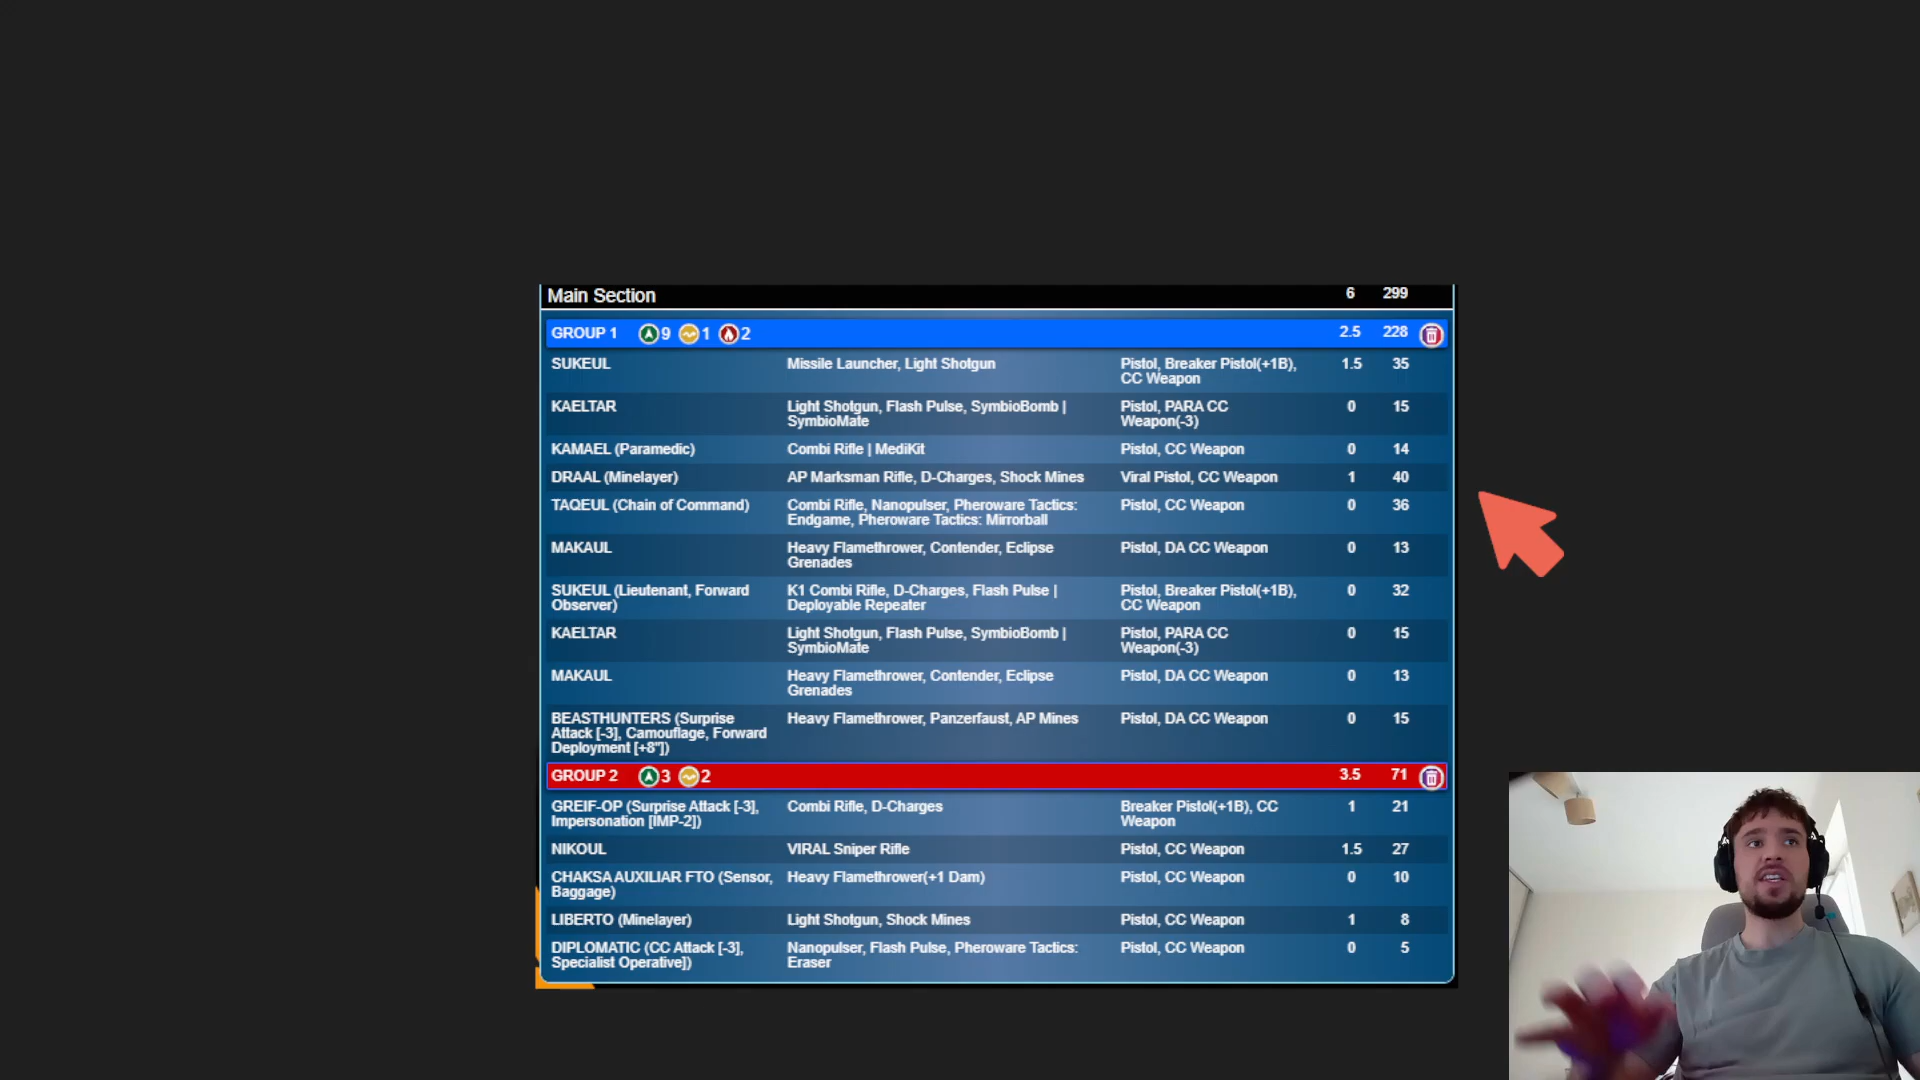 Main Section 6 299
GROUP 1 9 1 2 2.5 228
SUKEUL Missile Launcher, Light Shotgun Pistol, Breaker Pistol(+1B), 1.5 35
CC Weapon
KAELTAR Light Shotgun, Flash Pulse, SymbioBomb | Pistol, PARA CC 0 15
SymbioMate Weapon(-3)
KAMAEL (Paramedic) Combi Rifle | MediKit Pistol, CC Weapon 0 14
DRAAL (Minelayer) AP Marksman Rifle, D-Charges, Shock Mines Viral Pistol, CC Weapon 1 40
TAQEUL (Chain of Command) Combi Rifle, Nanopulser, Pheroware Tactics: Pistol, CC Weapon 0 36
Endgame, Pheroware Tactics: Mirrorball
MAKAUL Heavy Flamethrower, Contender, Eclipse Pistol, DA CC Weapon 0 13
Grenades
SUKEUL (Lieutenant, Forward K1 Combi Rifle, D-Charges, Flash Pulse | Pistol, Breaker Pistol(+1B), 0 32
Observer) Deployable Repeater CC Weapon
KAELTAR Light Shotgun, Flash Pulse, SymbioBomb | Pistol, PARA CC 0 15
SymbioMate Weapon(-3)
MAKAUL Heavy Flamethrower, Contender, Eclipse Pistol, DA CC Weapon 0 13
Grenades
BEASTHUNTERS (Surprise Heavy Flamethrower, Panzerfaust, AP Mines Pistol, DA CC Weapon 0 15
Attack [-3], Camouflage, Forward
Deployment [+8"])
GROUP 2 3 2 3.5 71
GREIF-OP (Surprise Attack [-3], Combi Rifle, D-Charges Breaker Pistol(+1B), CC 1 21
Impersonation [IMP-2]) Weapon
NIKOUL VIRAL Sniper Rifle Pistol, CC Weapon 1.5 27
CHAKSA AUXILIAR FTO (Sensor, Heavy Flamethrower(+1 Dam) Pistol, CC Weapon 0 10
Baggage)
LIBERTO (Minelayer) Light Shotgun, Shock Mines Pistol, CC Weapon 1 8
DIPLOMATIC (CC Attack [-3], Nanopulser, Flash Pulse, Pheroware Tactics: Pistol, CC Weapon 0 5
Specialist Operative]) Eraser